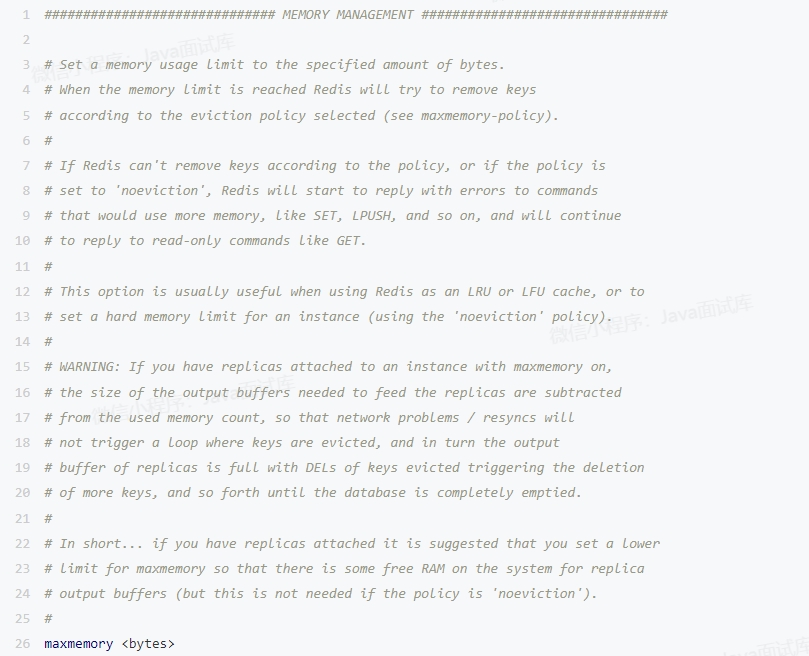 1 ############################## MEMORY MANAGEMENT ################################
2
3 # Set a memory usage limit to the specified amount of bytes.
4 # When the memory limit is reached Redis will try to remove keys
5 # according to the eviction policy selected (see maxmemory-policy).
6 #
7 # If Redis can't remove keys according to the policy, or if the policy is
8 # set to 'noeviction', Redis will start to reply with errors to commands
9 # that would use more memory, like SET, LPUSH, and so on, and will continue
10 # to reply to read-only commands like GET.
11 #
12 # This option is usually useful when using Redis as an LRU or LFU cache, or to
13 # set a hard memory limit for an instance (using the 'noeviction' policy).
14 #
15 # WARNING: If you have replicas attached to an instance with maxmemory on,
16 # the size of the output buffers needed to feed the replicas are subtracted
17 # from the used memory count, so that network problems / resyncs will
18 # not trigger a loop where keys are evicted, and in turn the output
19 # buffer of replicas is full with DELs of keys evicted triggering the deletion
20 # of more keys, and so forth until the database is completely emptied.
21 #
22 # In short... if you have replicas attached it is suggested that you set a lower
23 # limit for maxmemory so that there is some free RAM on the system for replica
24 # output buffers (but this is not needed if the policy is 'noeviction').
25 #
26 maxmemory <bytes>
微信小程序：Java面试库
微信小程序：Java面试库
微信小程序：Java面试库
Java面试库